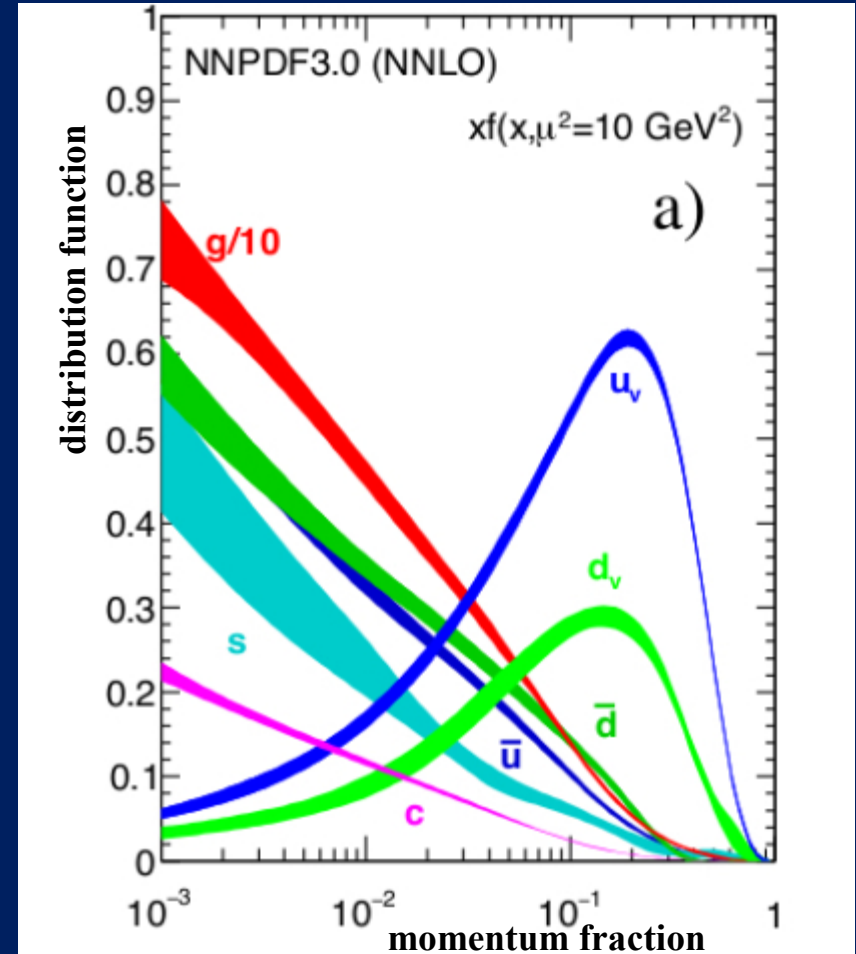 NNPDF3.0 (NNLO)
xf(x,μ²=10 GeV²)
a)
distribution function
1
0.9
0.8
0.7
0.6
0.5
0.4
0.3
0.2
0.1
0
g/10
uᵥ
dᵥ
s
d̄
ū
c
10⁻³
10⁻²
10⁻¹
1
momentum fraction